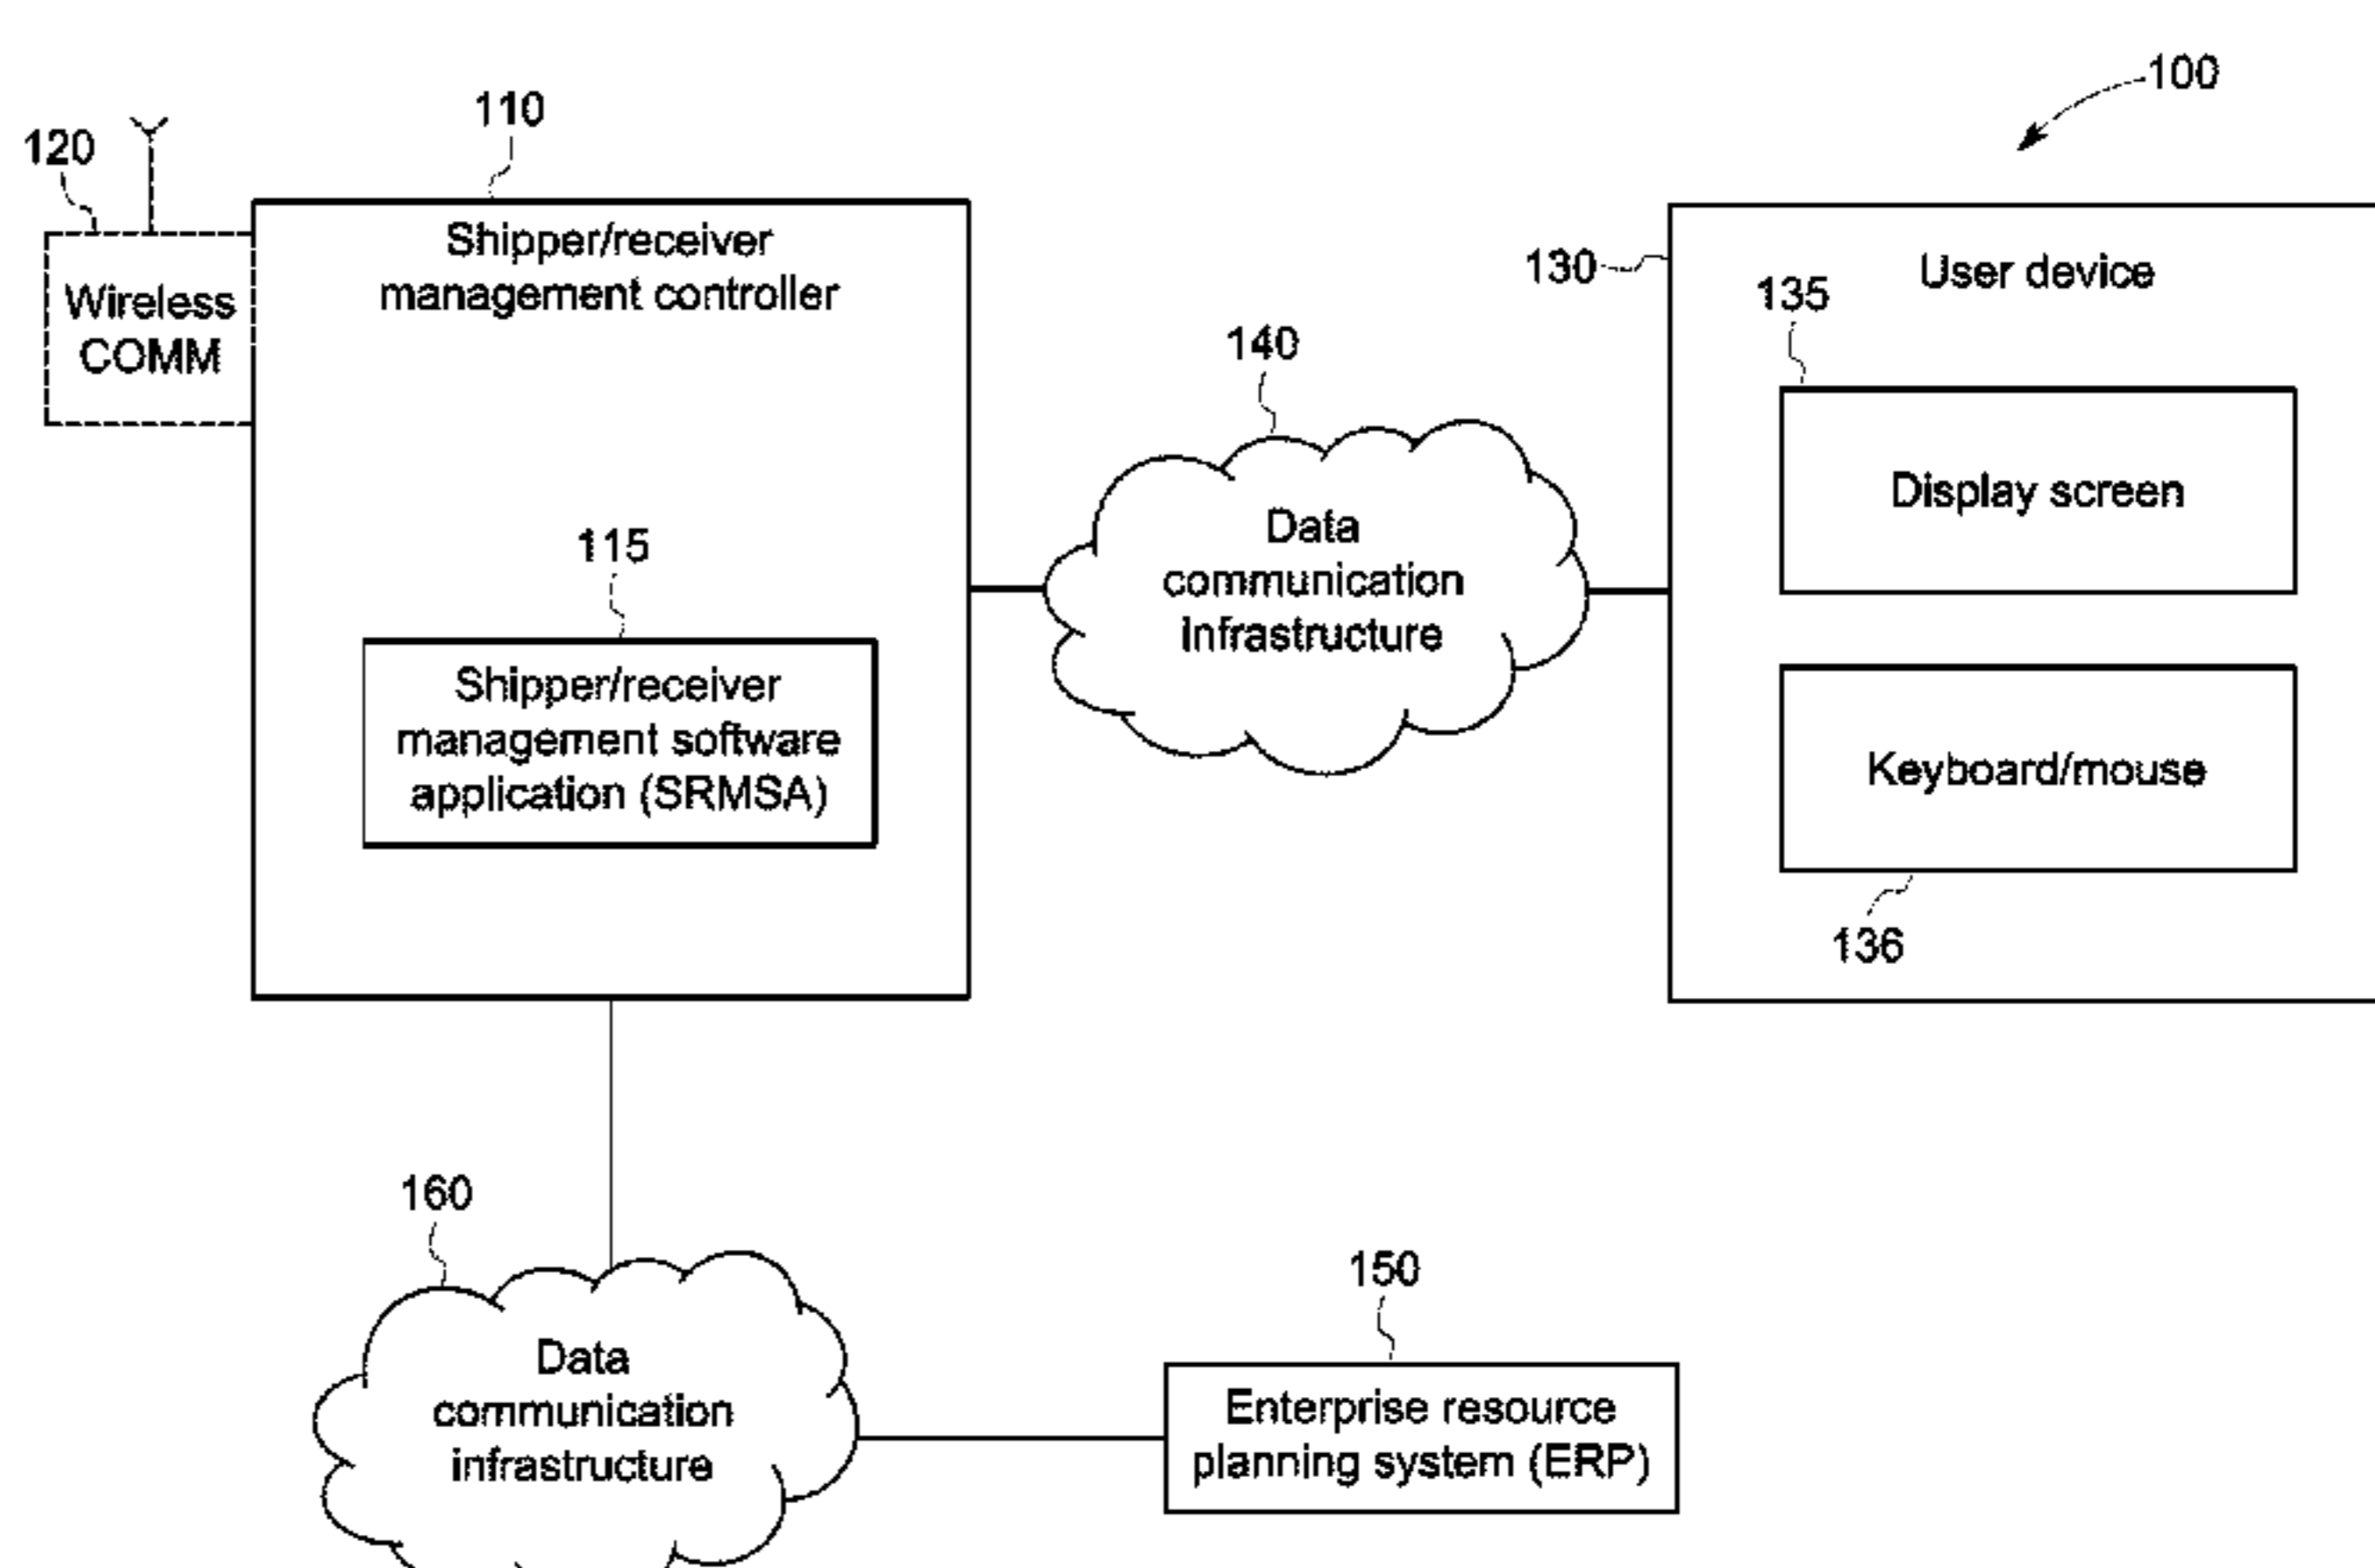 100
110
120
Shipper/receiver
management controller
Wireless
COMM
130
User device
135
140
Display screen
Data
communication
infrastructure
115
Shipper/receiver
management software
application (SRMSA)
Keyboard/mouse
136
160
150
Data
communication
infrastructure
Enterprise resource
planning system (ERP)